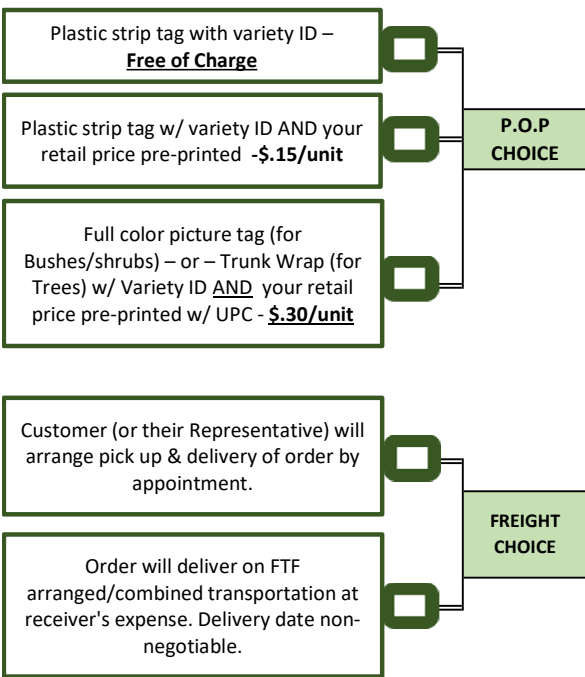 Plastic strip tag with variety ID –
Free of Charge
Plastic strip tag w/ variety ID AND your
retail price pre-printed -$.15/unit
Full color picture tag (for
Bushes/shrubs) – or – Trunk Wrap (for
Trees) w/ Variety ID AND your retail
price pre-printed w/ UPC - $.30/unit
P.O.P
CHOICE
Customer (or their Representative) will
arrange pick up & delivery of order by
appointment.
Order will deliver on FTF
arranged/combined transportation at
receiver's expense. Delivery date non-
negotiable.
FREIGHT
CHOICE